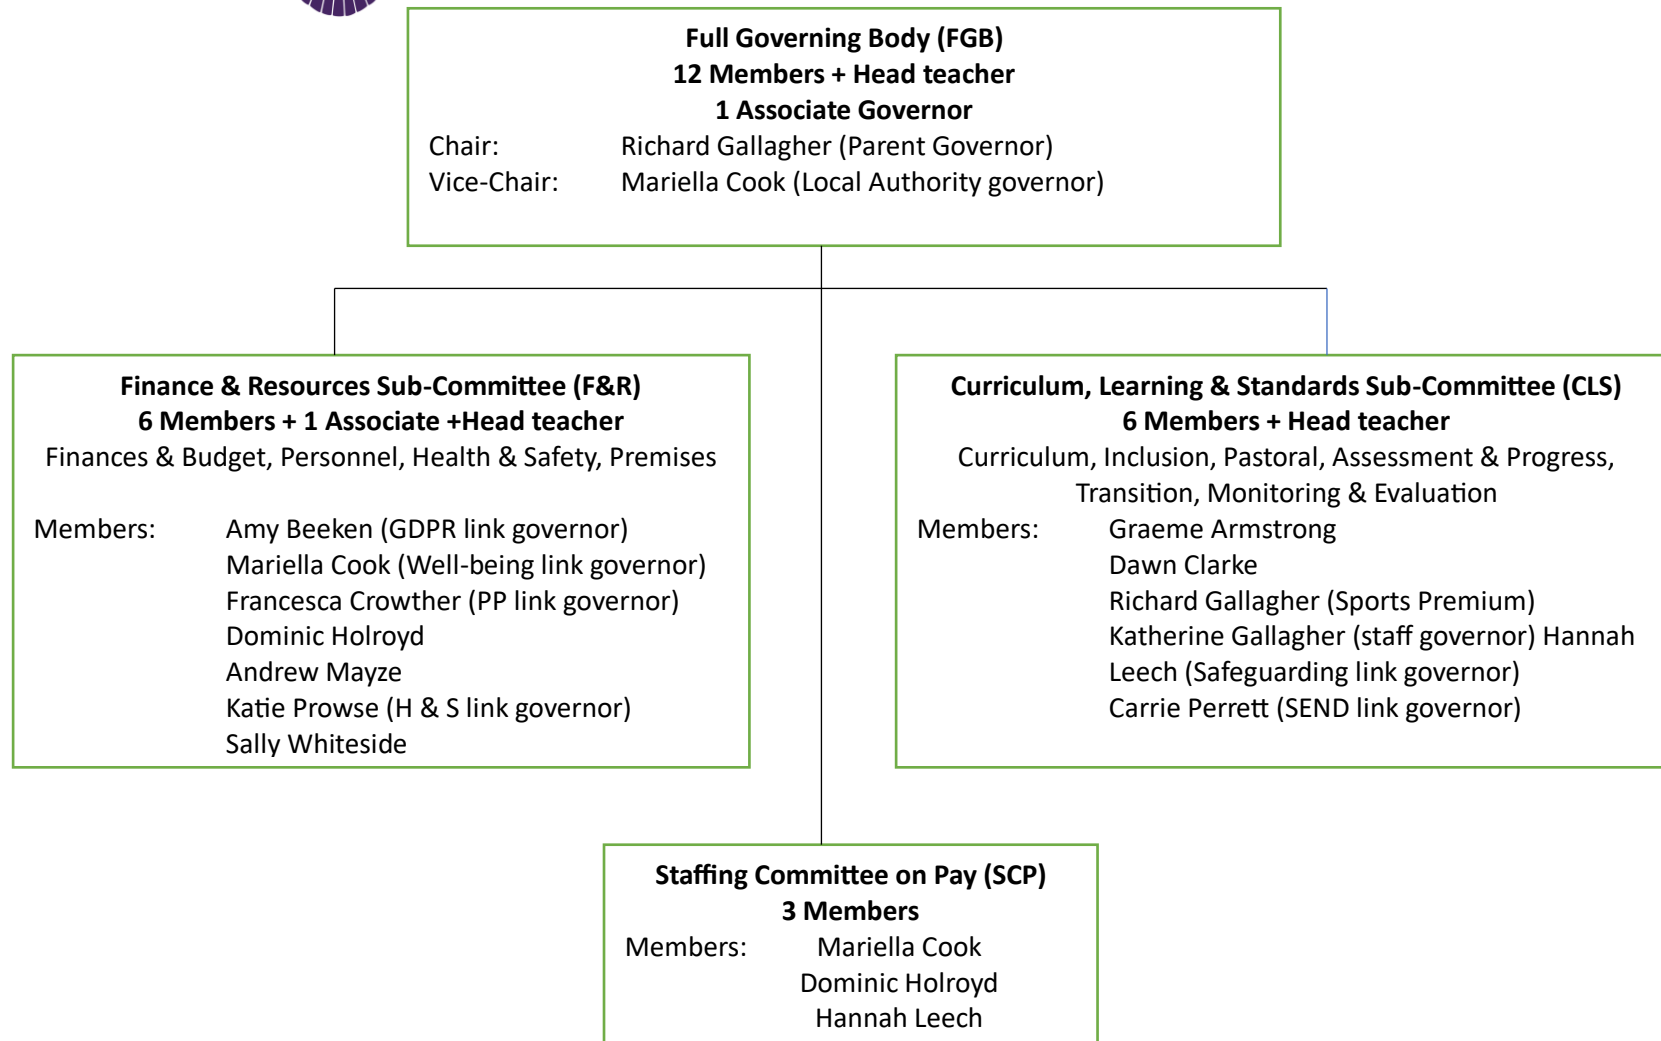 Full Governing Body (FGB)
12 Members + Head teacher
1 Associate Governor
Chair: Richard Gallagher (Parent Governor)
Vice-Chair: Mariella Cook (Local Authority governor)
Finance & Resources Sub-Committee (F&R)
6 Members + 1 Associate +Head teacher
Finances & Budget, Personnel, Health & Safety, Premises
Members: Amy Beeken (GDPR link governor)
Mariella Cook (Well-being link governor)
Francesca Crowther (PP link governor)
Dominic Holroyd
Andrew Mayze
Katie Prowse (H & S link governor)
Sally Whiteside
Curriculum, Learning & Standards Sub-Committee (CLS)
6 Members + Head teacher
Curriculum, Inclusion, Pastoral, Assessment & Progress,
Transition, Monitoring & Evaluation
Members: Graeme Armstrong
Dawn Clarke
Richard Gallagher (Sports Premium)
Katherine Gallagher (staff governor) Hannah
Leech (Safeguarding link governor)
Carrie Perrett (SEND link governor)
Staffing Committee on Pay (SCP)
3 Members
Members: Mariella Cook
Dominic Holroyd
Hannah Leech